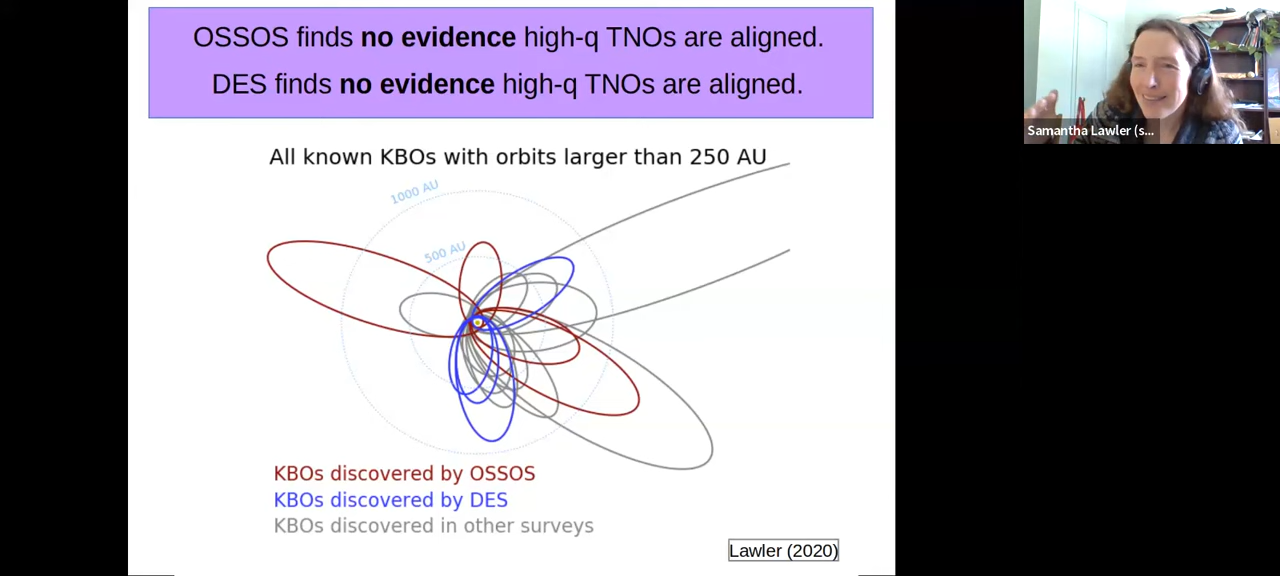 OSSOS finds no evidence high-q TNOs are aligned.
DES finds no evidence high-q TNOs are aligned.
Samantha Lawler (s...
All known KBOs with orbits larger than 250 AU
1000 AU
500 AU
KBOs discovered by OSSOS
KBOs discovered by DES
KBOs discovered in other surveys
Lawler (2020)